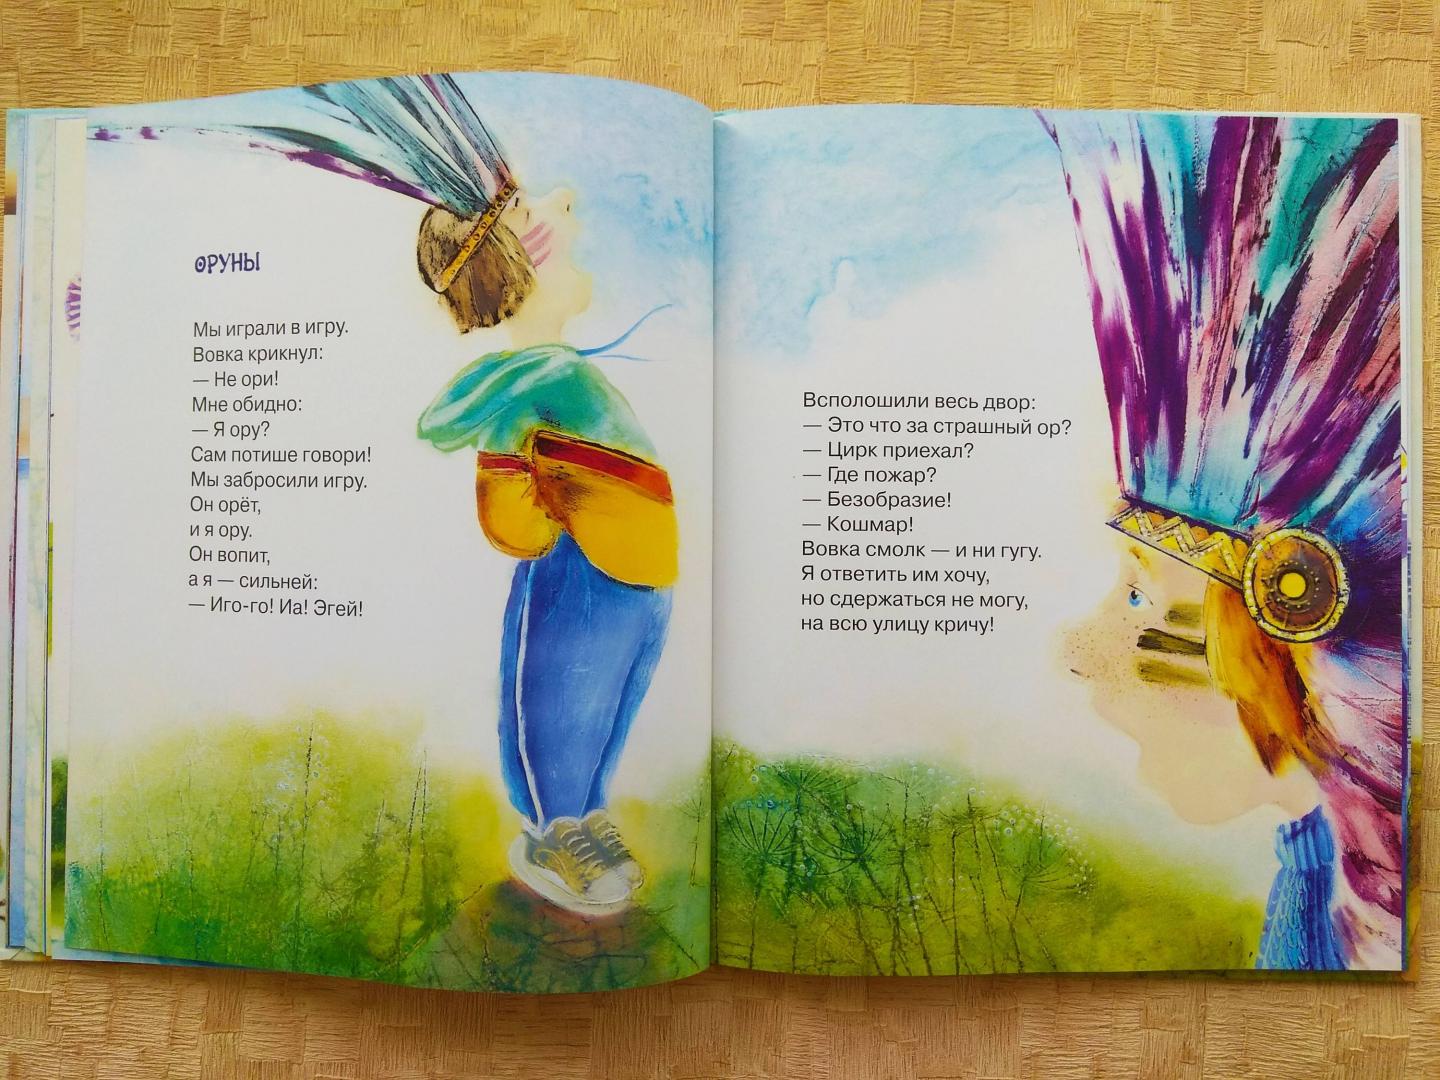 ОРУНЫ
Мы играли в игру.
Вовка крикнул:
— Не ори!
Мне обидно:
— Я ору?
Сам потише говори!
Мы забросили игру.
Он орёт,
и я ору.
Он вопит,
а я — сильней:
— Иго-го! Иа! Эгей!
Всполошили весь двор:
— Это что за страшный ор?
— Цирк приехал?
— Где пожар?
— Безобразие!
— Кошмар!
Вовка смолк — и ни гугу.
Я ответить им хочу,
но сдержаться не могу,
на всю улицу кричу!